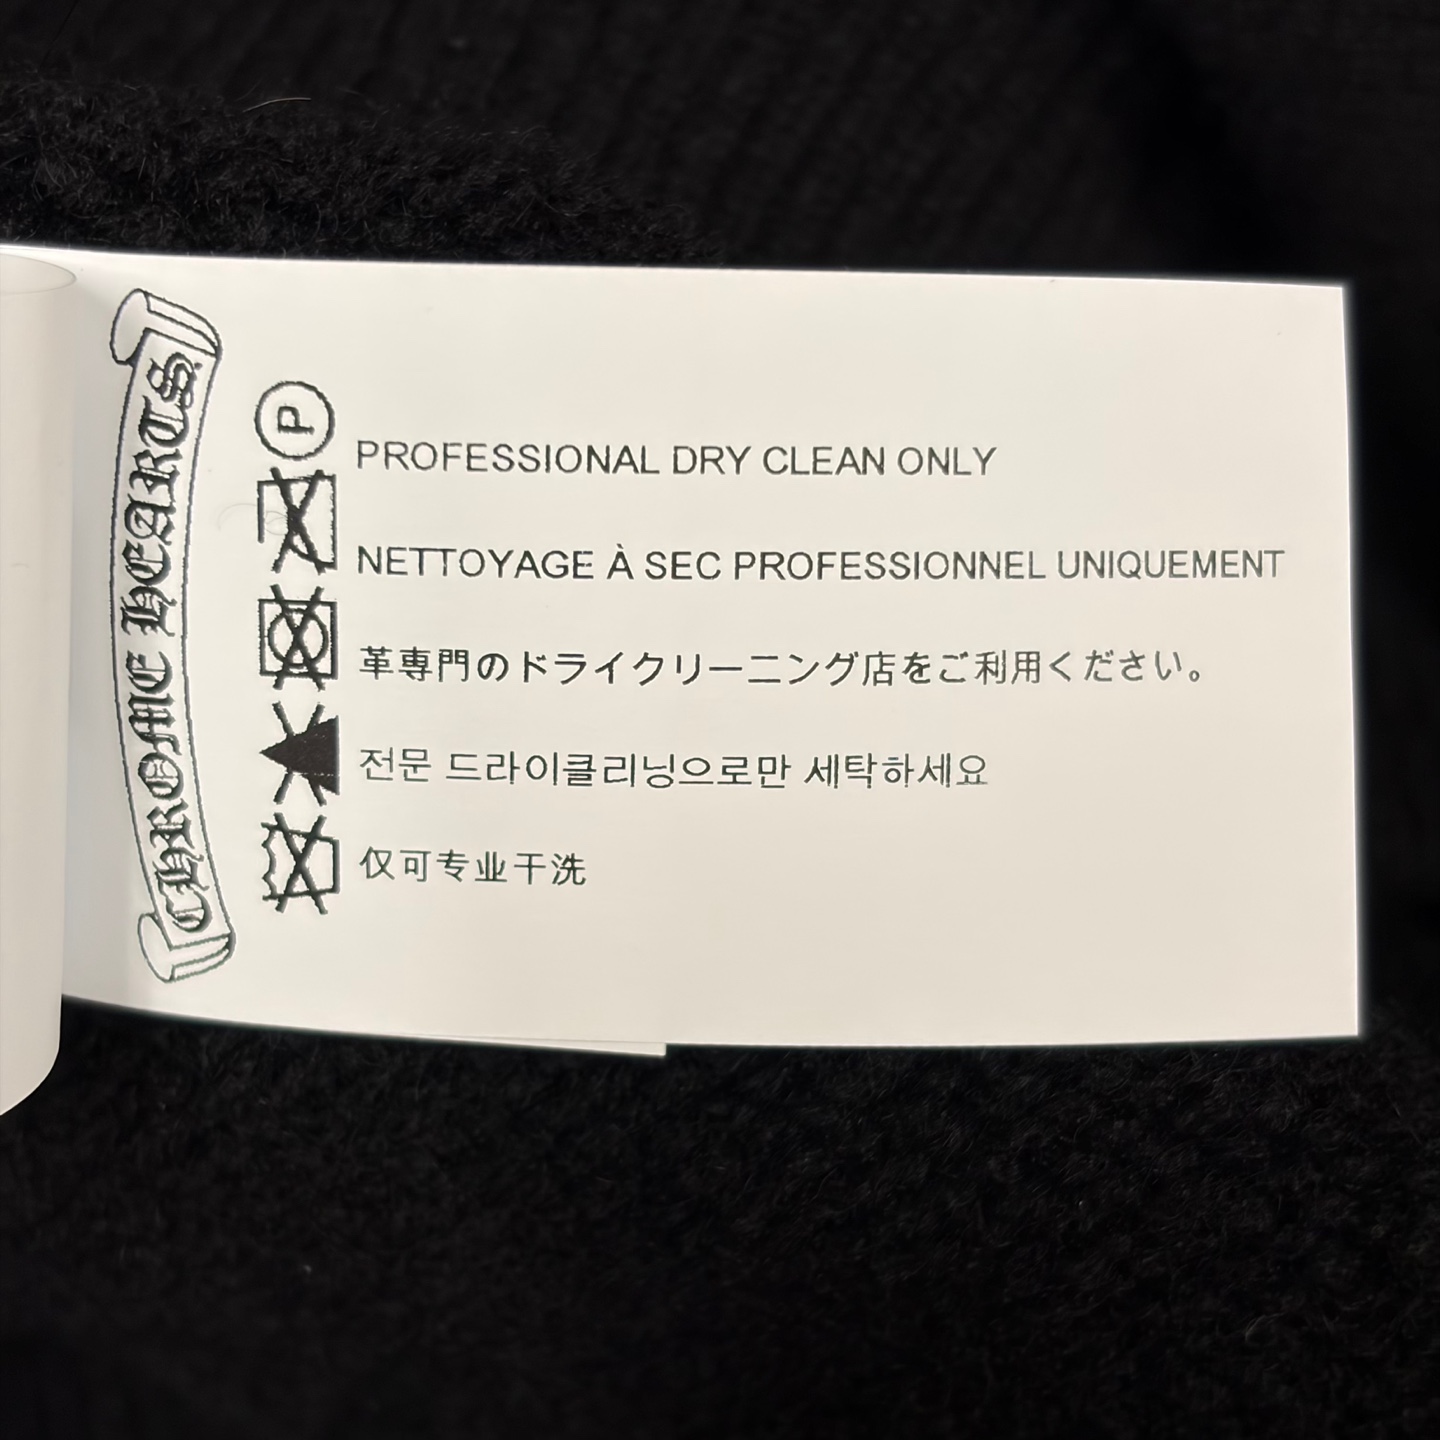 CHROME HEARTS
P
PROFESSIONAL DRY CLEAN ONLY
NETTOYAGE À SEC PROFESSIONNEL UNIQUEMENT
革専門のドライクリーニング店をご利用ください。
전문 드라이클리닝으로만 세탁하세요
仅可专业干洗